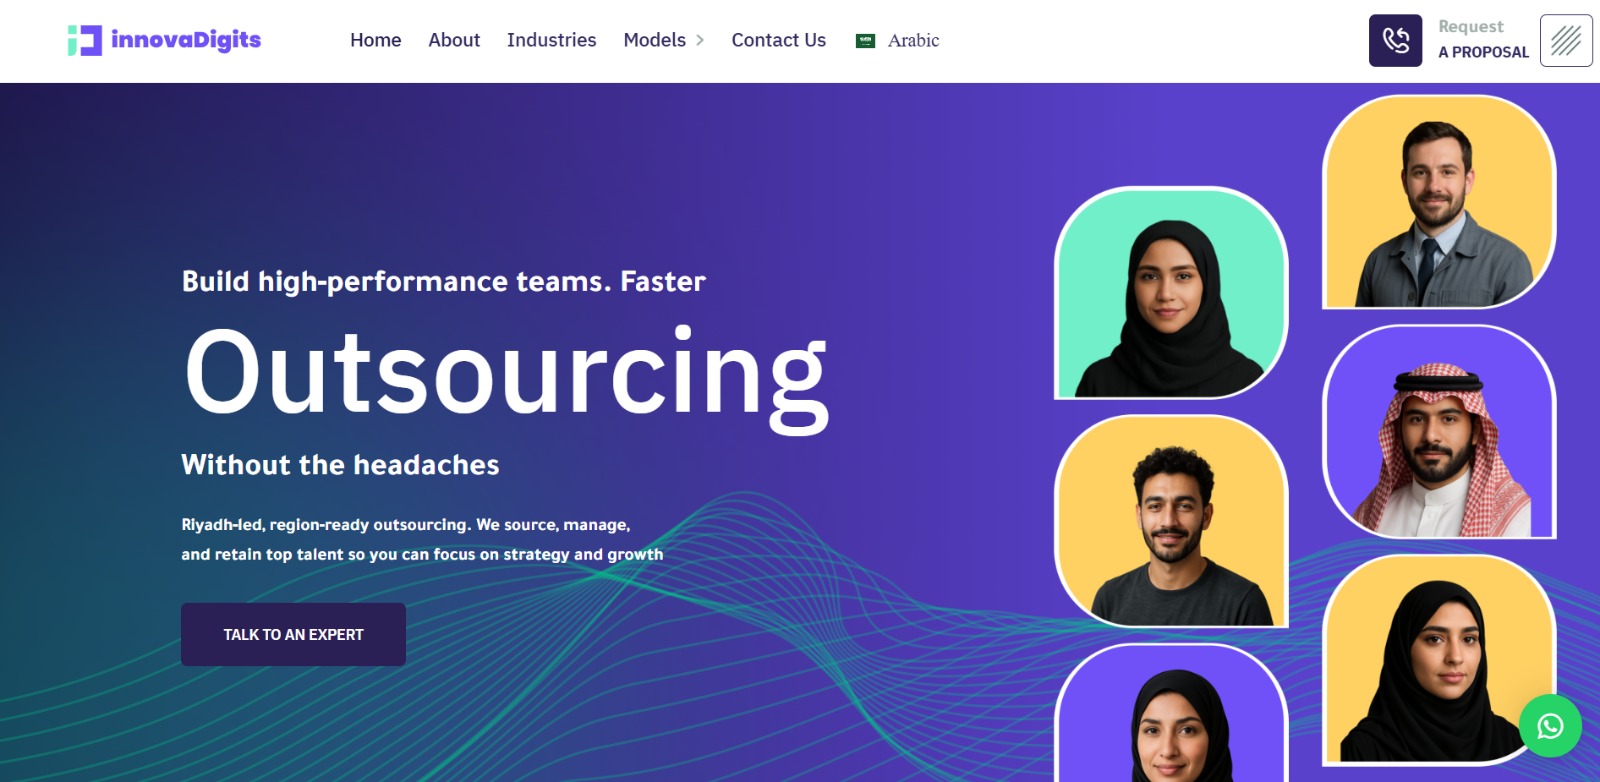 innovaDigits
Home About Industries Models Contact Us Arabic
Request
A PROPOSAL
Build high-performance teams. Faster
Outsourcing
Without the headaches
Riyadh-led, region-ready outsourcing. We source, manage,
and retain top talent so you can focus on strategy and growth
TALK TO AN EXPERT